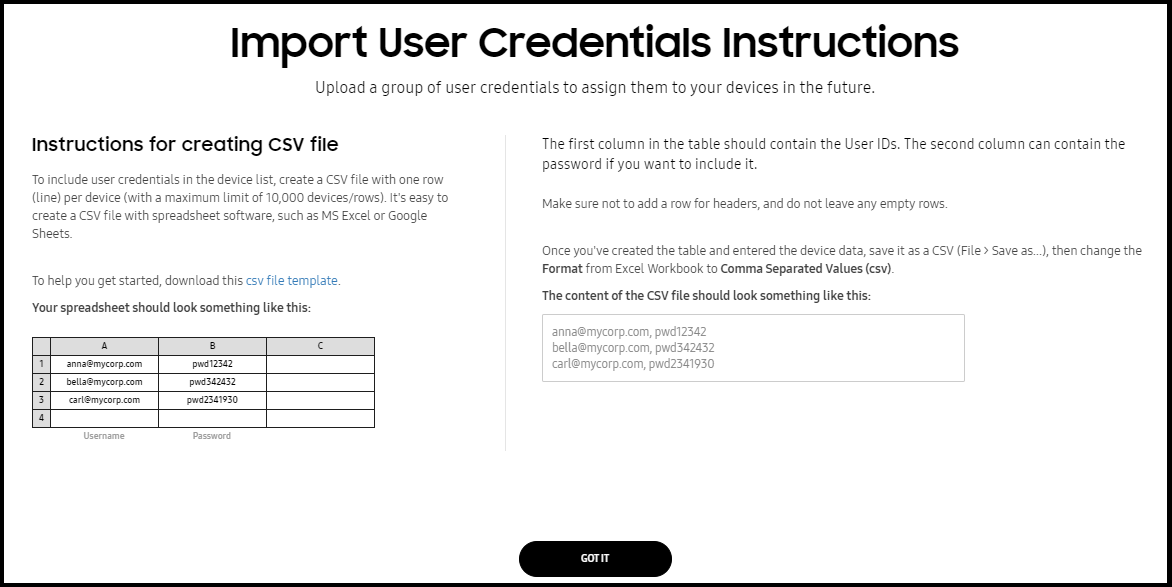 Import User Credentials Instructions
Upload a group of user credentials to assign them to your devices in the future.
Instructions for creating CSV file
To include user credentials in the device list, create a CSV file with one row
(line) per device (with a maximum limit of 10,000 devices/rows). It's easy to
create a CSV file with spreadsheet software, such as MS Excel or Google
Sheets.
To help you get started, download this csv file template.
Your spreadsheet should look something like this:
A B C
1 anna@mycorp.com pwd12342
2 bella@mycorp.com pwd342432
3 carl@mycorp.com pwd2341930
4
Username Password
The first column in the table should contain the User IDs. The second column can contain the
password if you want to include it.
Make sure not to add a row for headers, and do not leave any empty rows.
Once you've created the table and entered the device data, save it as a CSV (File > Save as...), then change the
Format from Excel Workbook to Comma Separated Values (csv).
The content of the CSV file should look something like this:
anna@mycorp.com, pwd12342
bella@mycorp.com, pwd342432
carl@mycorp.com, pwd2341930
GOT IT